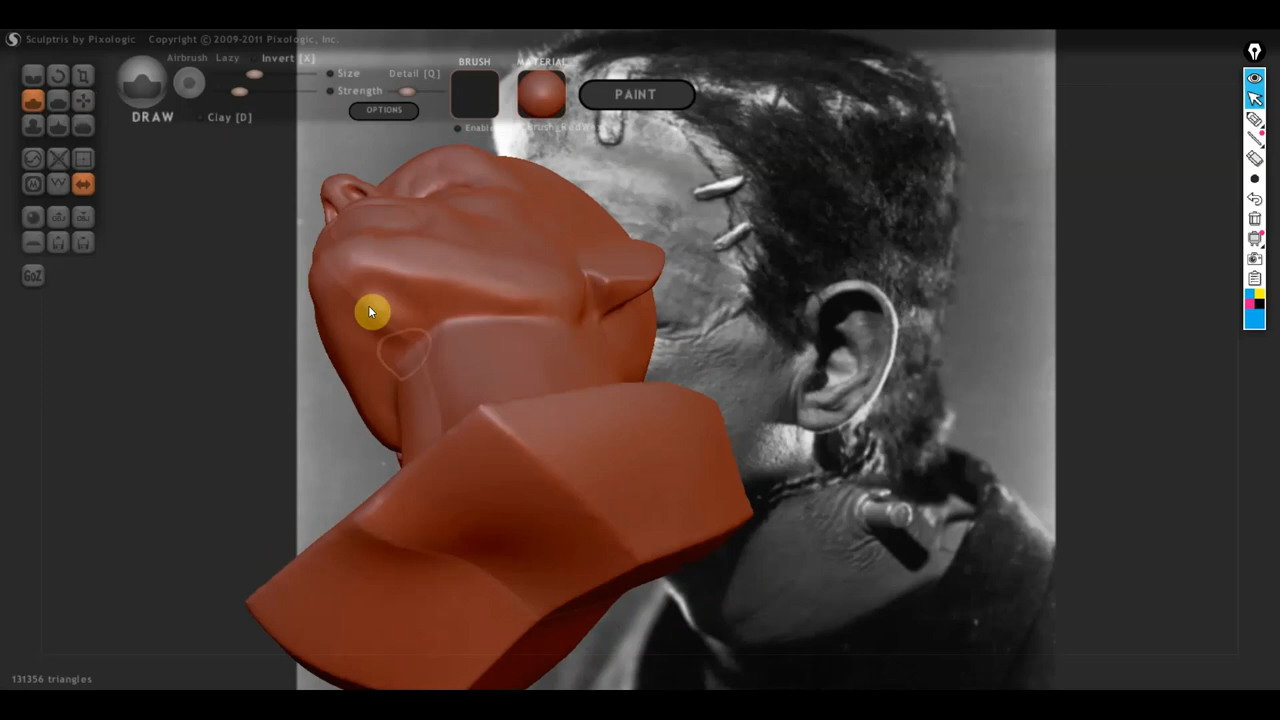 Sculptris by Pixologic Copyright © 2009-2011 Pixologic, Inc.
Airbrush Lazy Invert [X]
Size Detail [Q]
Strength
OPTIONS
DRAW Clay [D]
BRUSH MATERIAL
PAINT
Enable
GoZ
131356 triangles